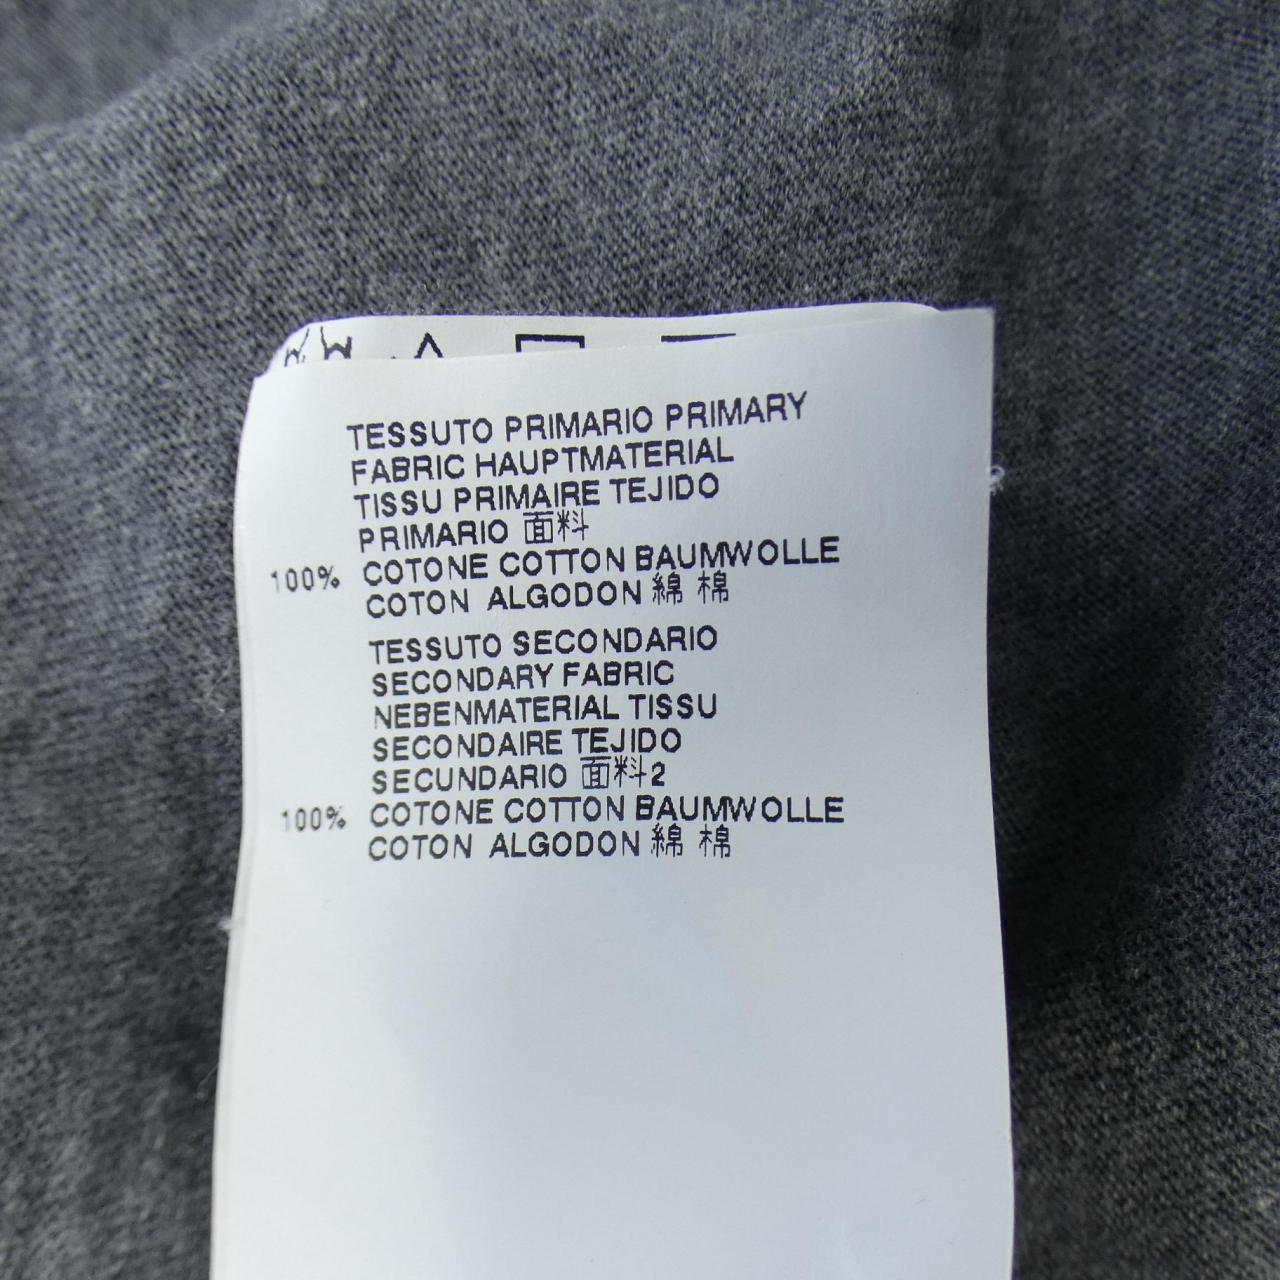 TESSUTO PRIMARIO PRIMARY
FABRIC HAUPTMATERIAL
TISSU PRIMAIRE TEJIDO
PRIMARIO 面料
100% COTONE COTTON BAUMWOLLE
COTON ALGODON 綿 棉
TESSUTO SECONDARIO
SECONDARY FABRIC
NEBENMATERIAL TISSU
SECONDAIRE TEJIDO
SECUNDARIO 面料2
100% COTONE COTTON BAUMWOLLE
COTON ALGODON 綿 棉